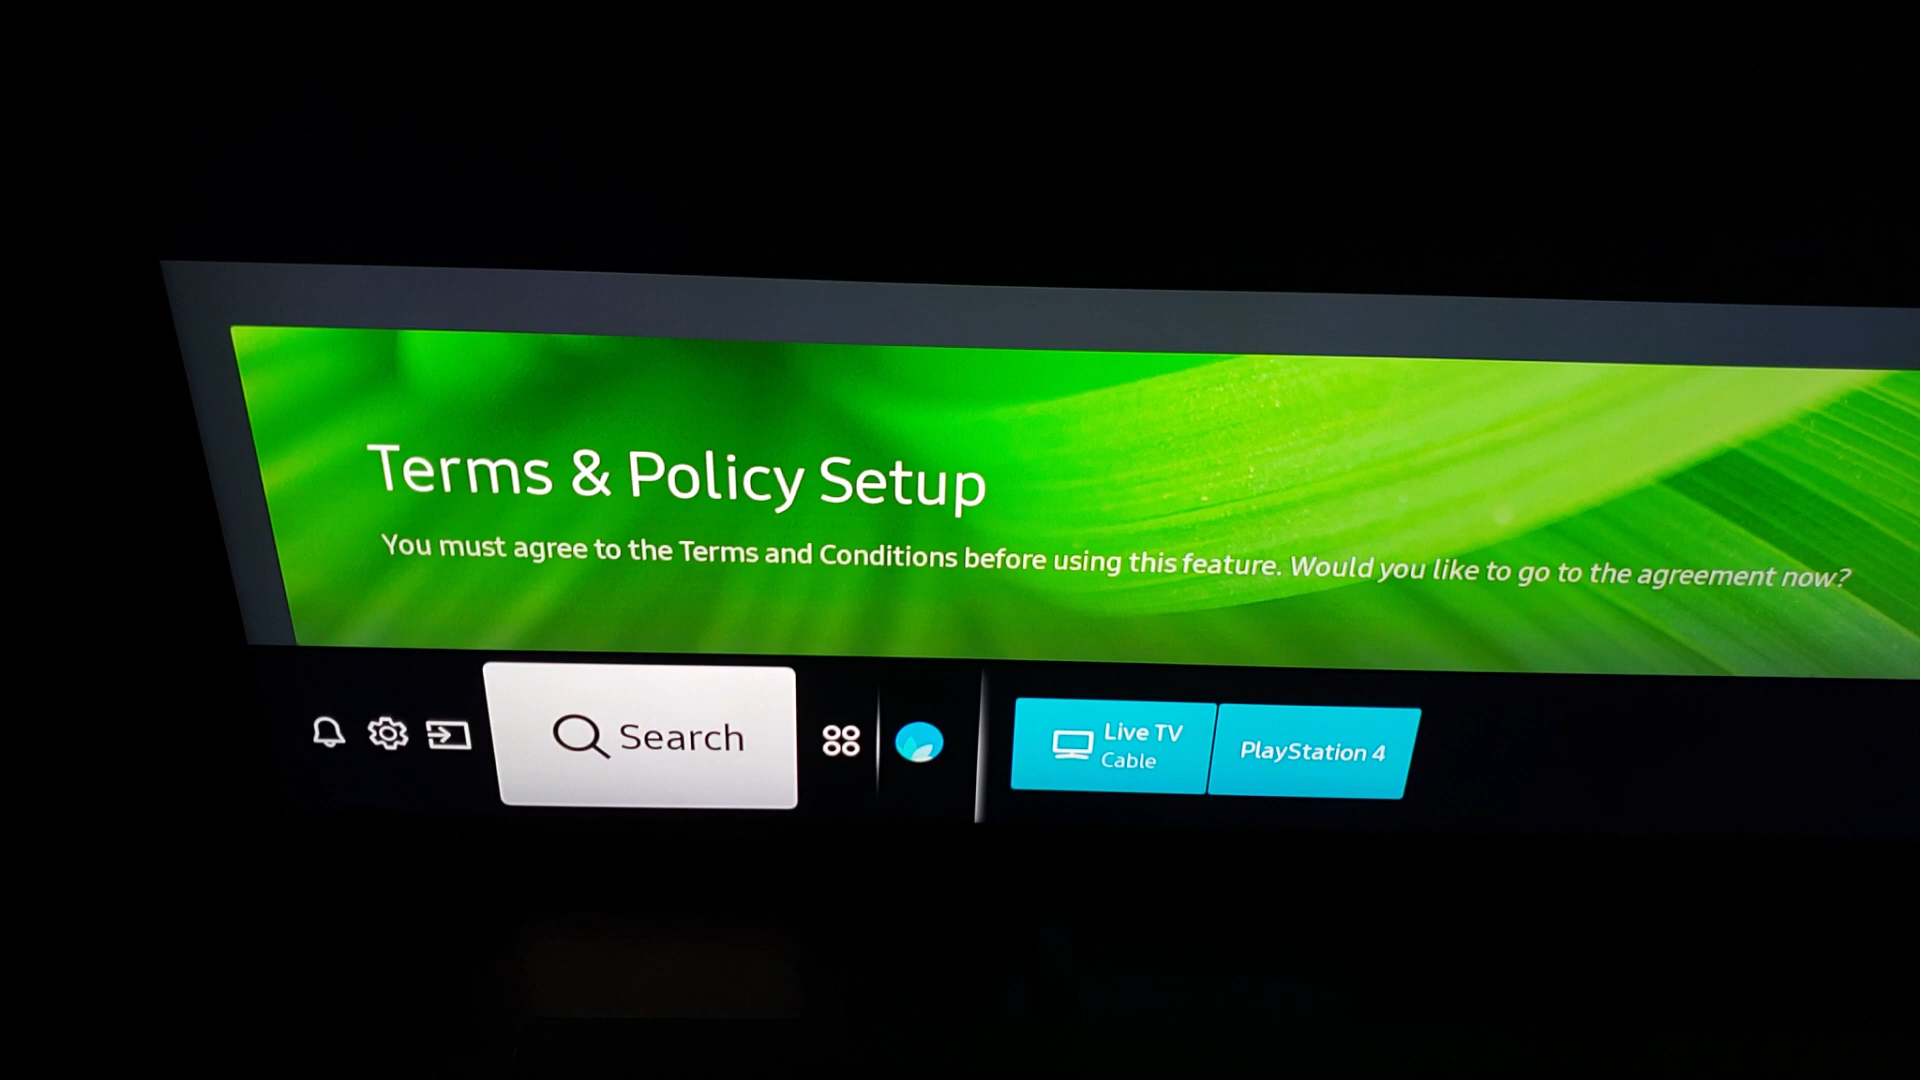 Terms & Policy Setup
You must agree to the Terms and Conditions before using this feature. Would you like to go to the agreement now?
Search
Live TV
Cable
PlayStation 4